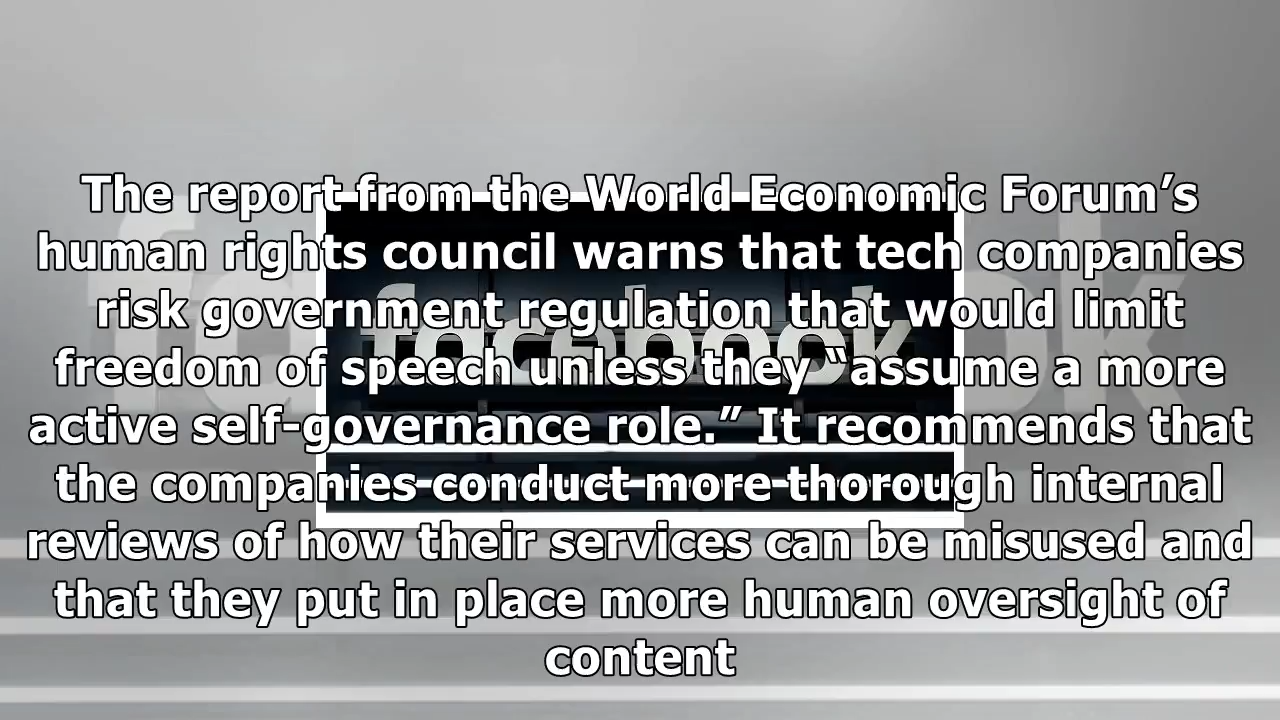 The report from the World Economic Forum’s
human rights council warns that tech companies
risk government regulation that would limit
freedom of speech unless they “assume a more
active self-governance role.” It recommends that
the companies conduct more thorough internal
reviews of how their services can be misused and
that they put in place more human oversight of
content
facebook